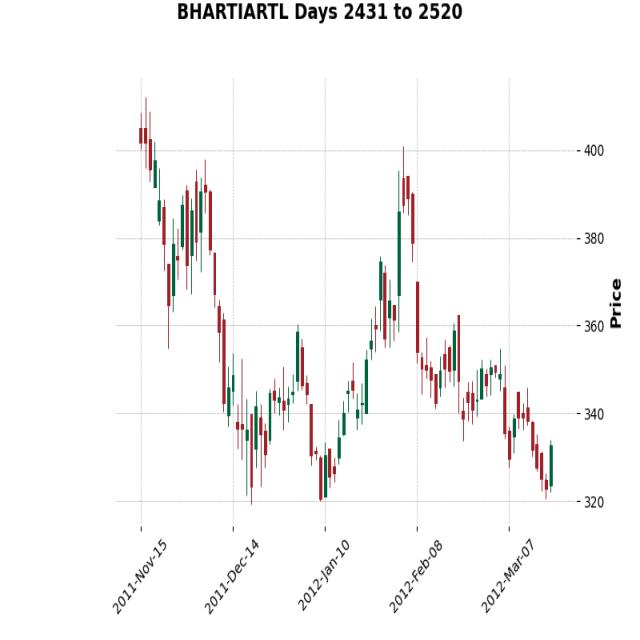 BHARTIARTL Days 2431 to 2520
400
380
360
340
320
Price
2011-Nov-15
2011-Dec-14
2012-Jan-10
2012-Feb-08
2012-Mar-07